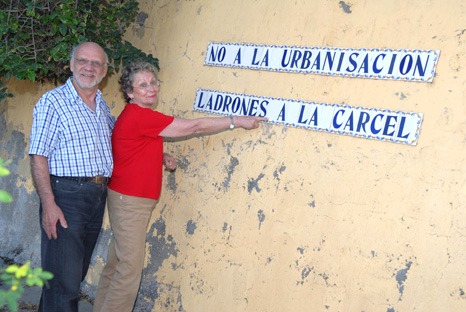 NO A LA URBANISACION
LADRONES A LA CARCEL